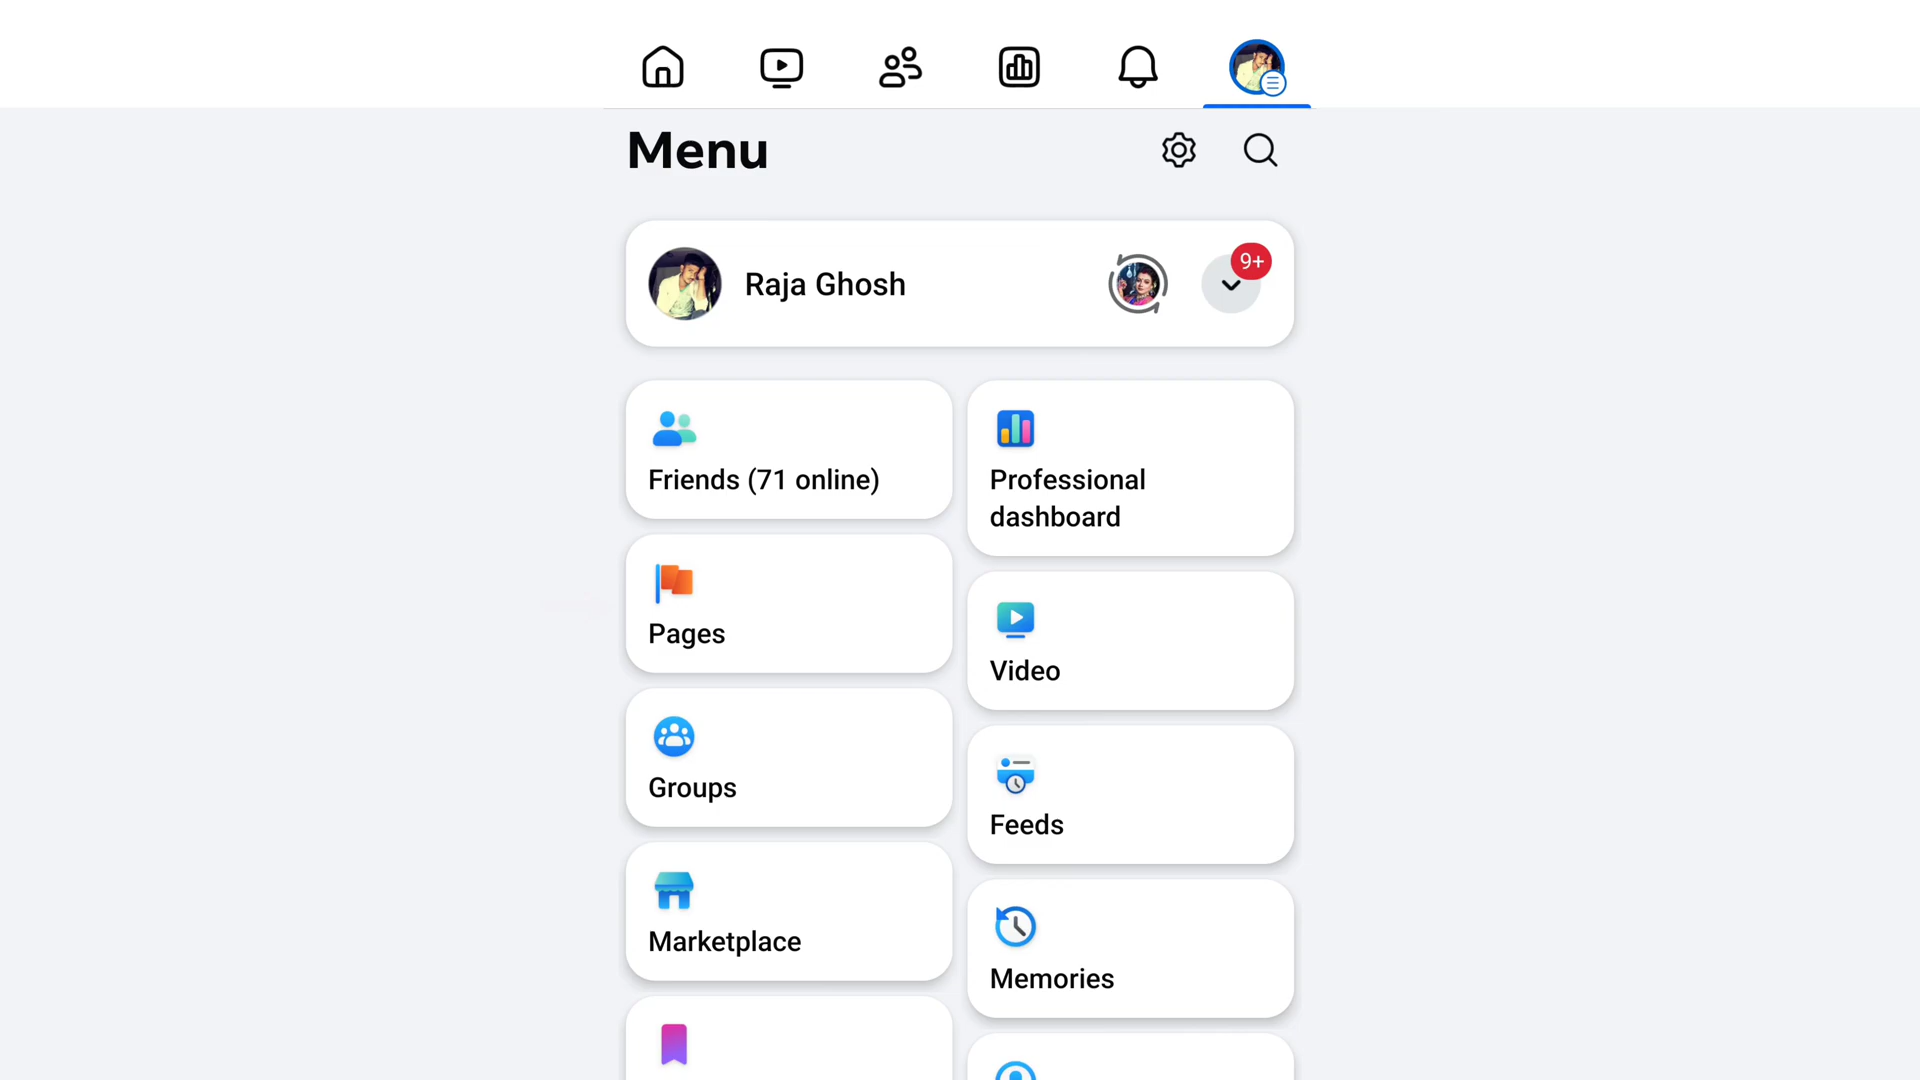 Menu
Raja Ghosh
9+
Friends (71 online)
Professional
dashboard
Pages
Video
Groups
Feeds
Marketplace
Memories